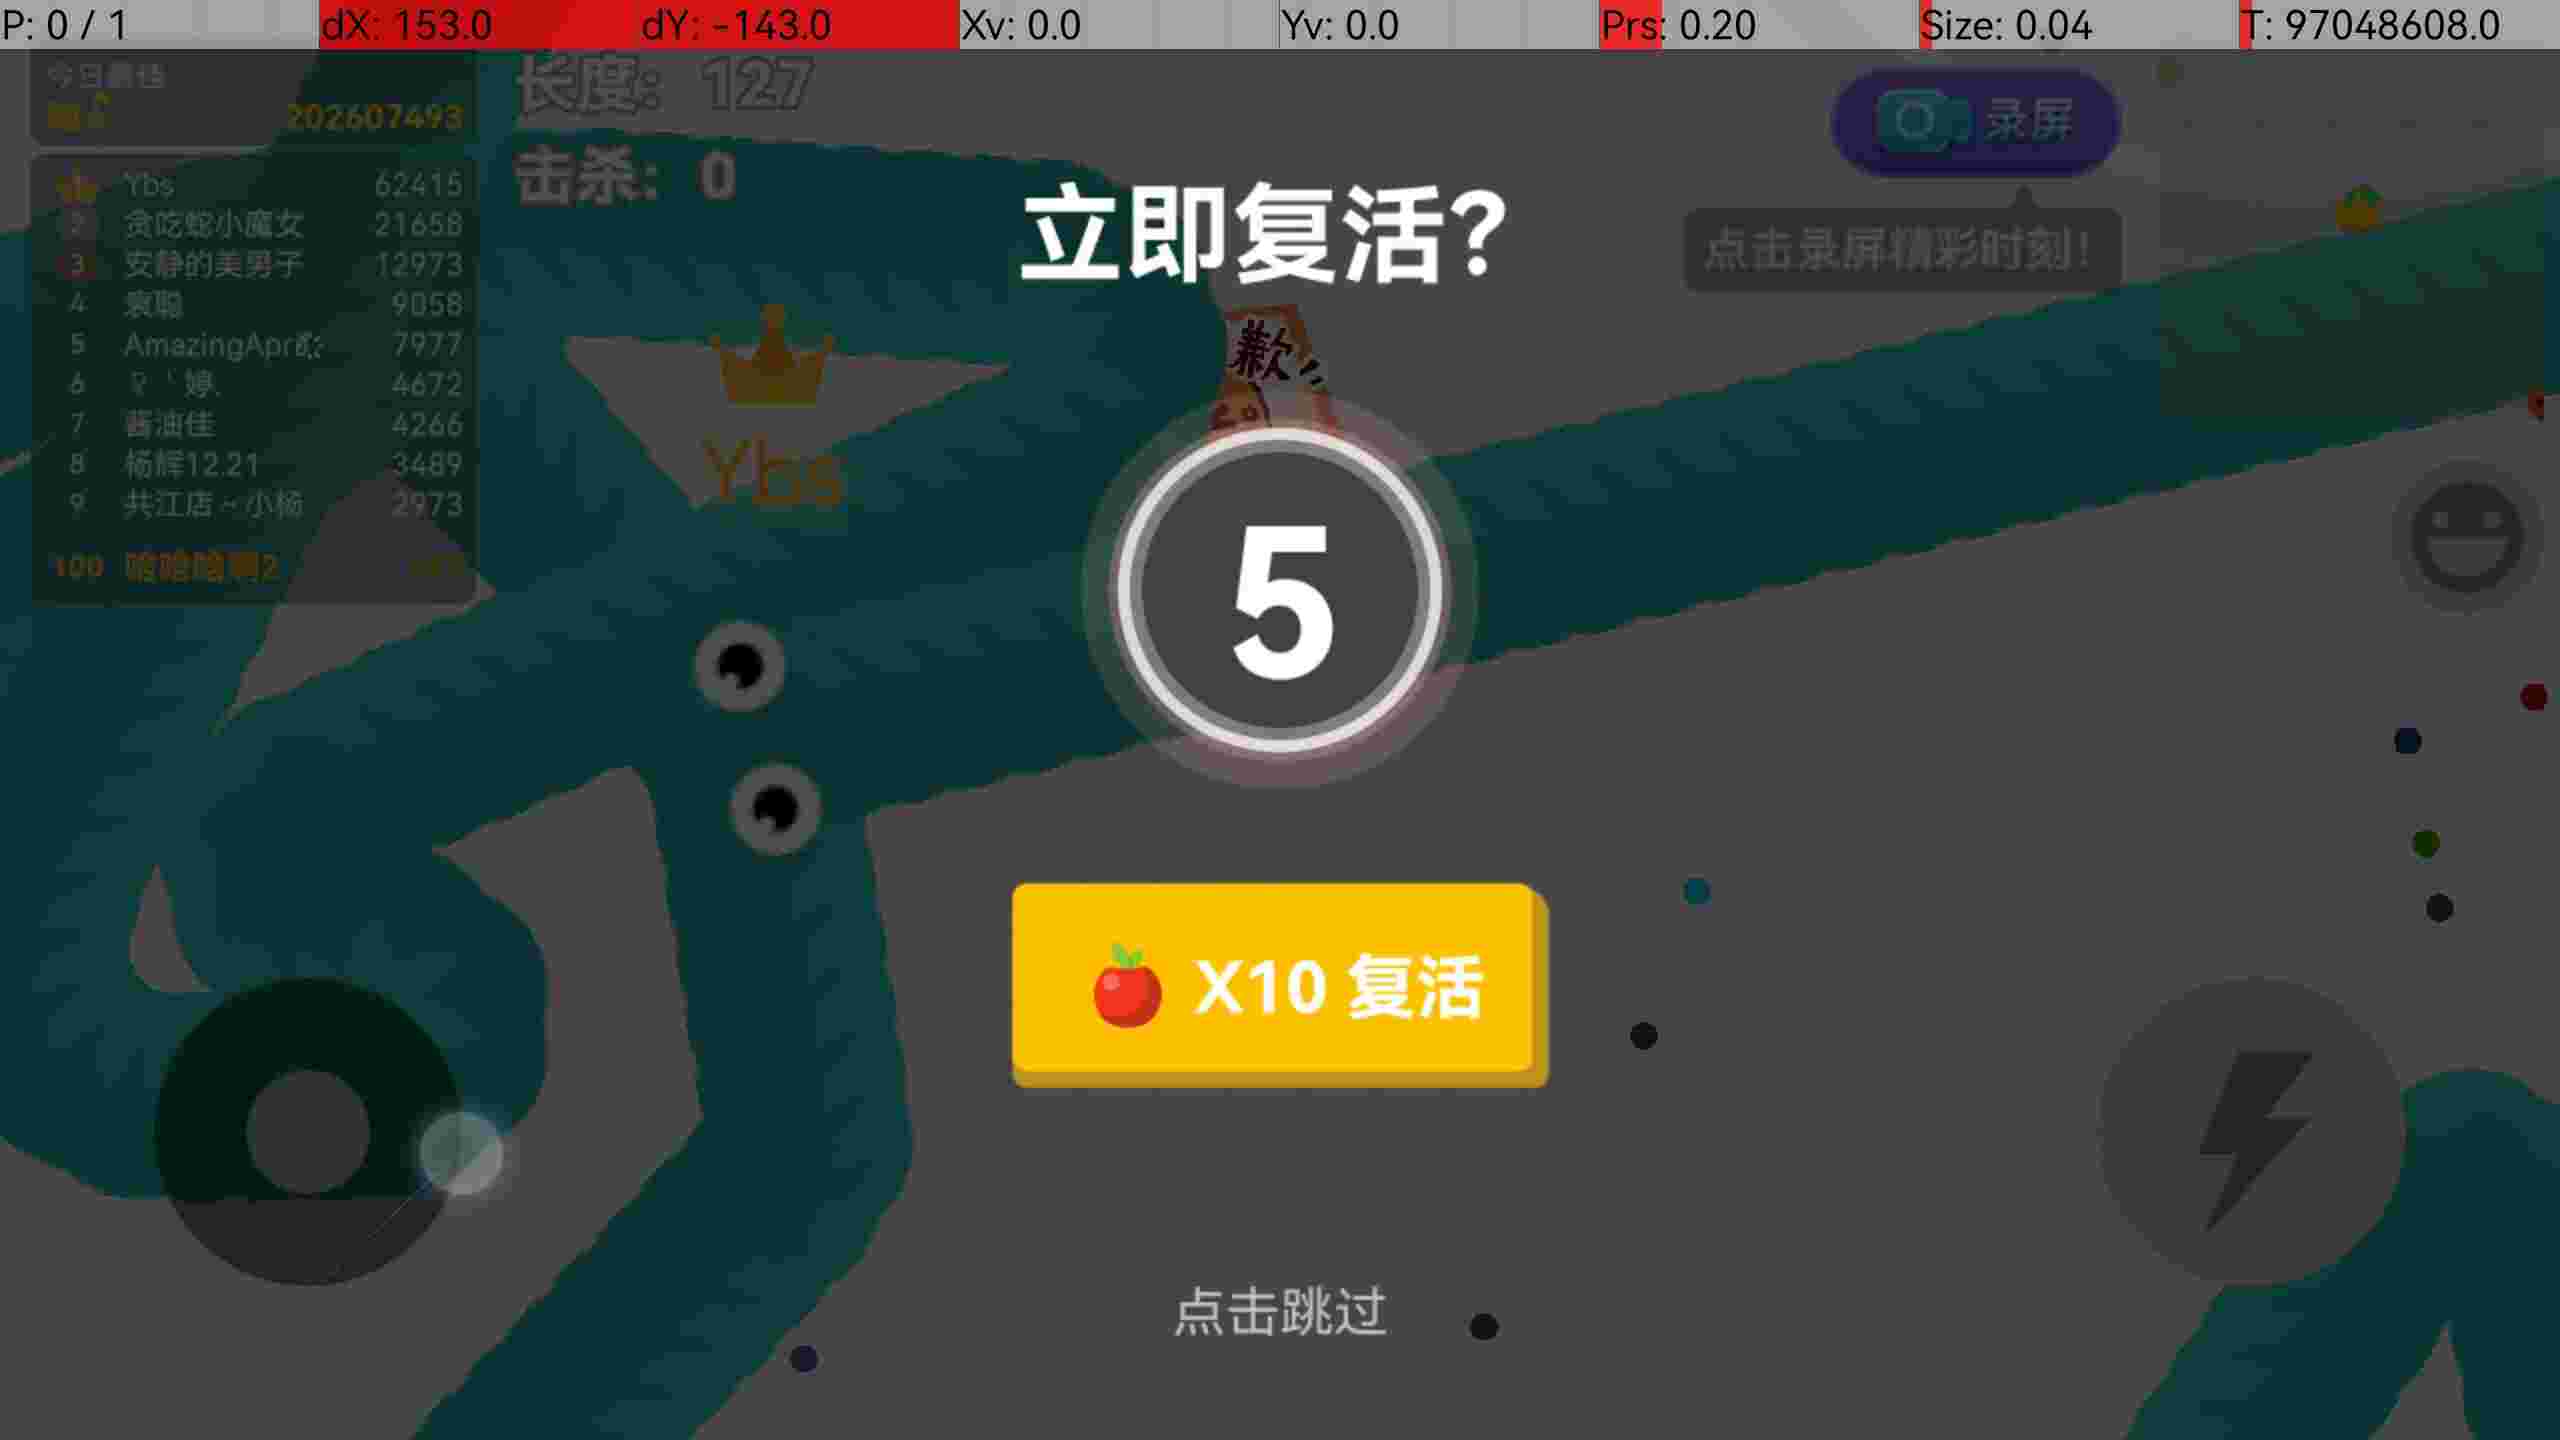 P: 0 / 1 dX: 153.0 dY: -143.0 Xv: 0.0 Yv: 0.0 Prs: 0.20 Size: 0.04 T: 97048608.0
今日最佳
202607493
长度: 127
击杀: 0
录屏
点击录屏精彩时刻!
Ybs 62415
2 贪吃蛇小魔女 21658
3 安静的美男子 12973
4 袁聪 9058
5 AmazingApr 7977
6 婷. 4672
7 酱油佳 4266
8 杨辉12.21 3489
9 共江店~小杨 2973
100 哈哈哈啊2
立即复活?
歉
Ybs
5
X10 复活
点击跳过